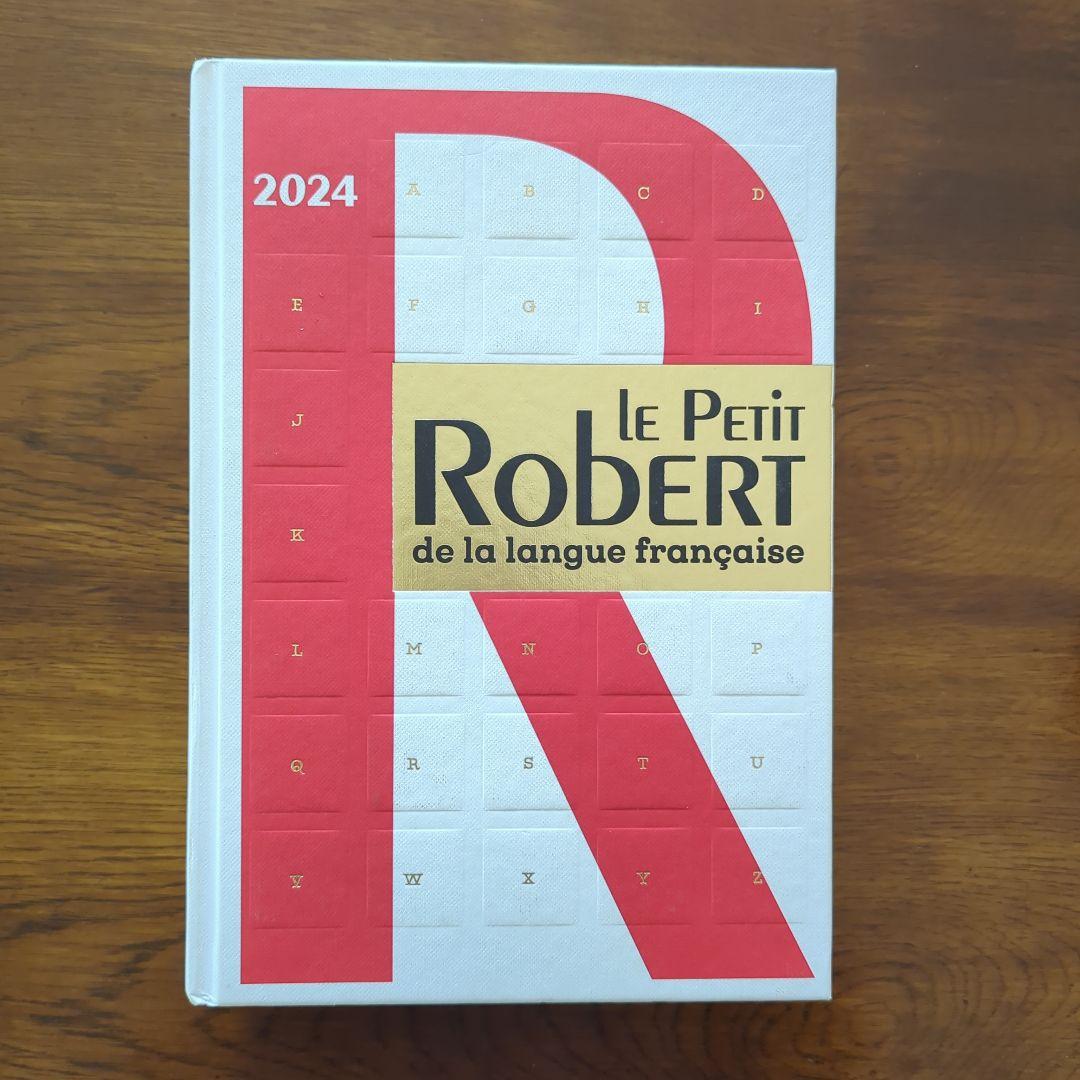 2024 A B C D
E F G H I
J
K
le Petit
Robert
de la langue française
L M N O P
Q R S T U
V W X Y Z